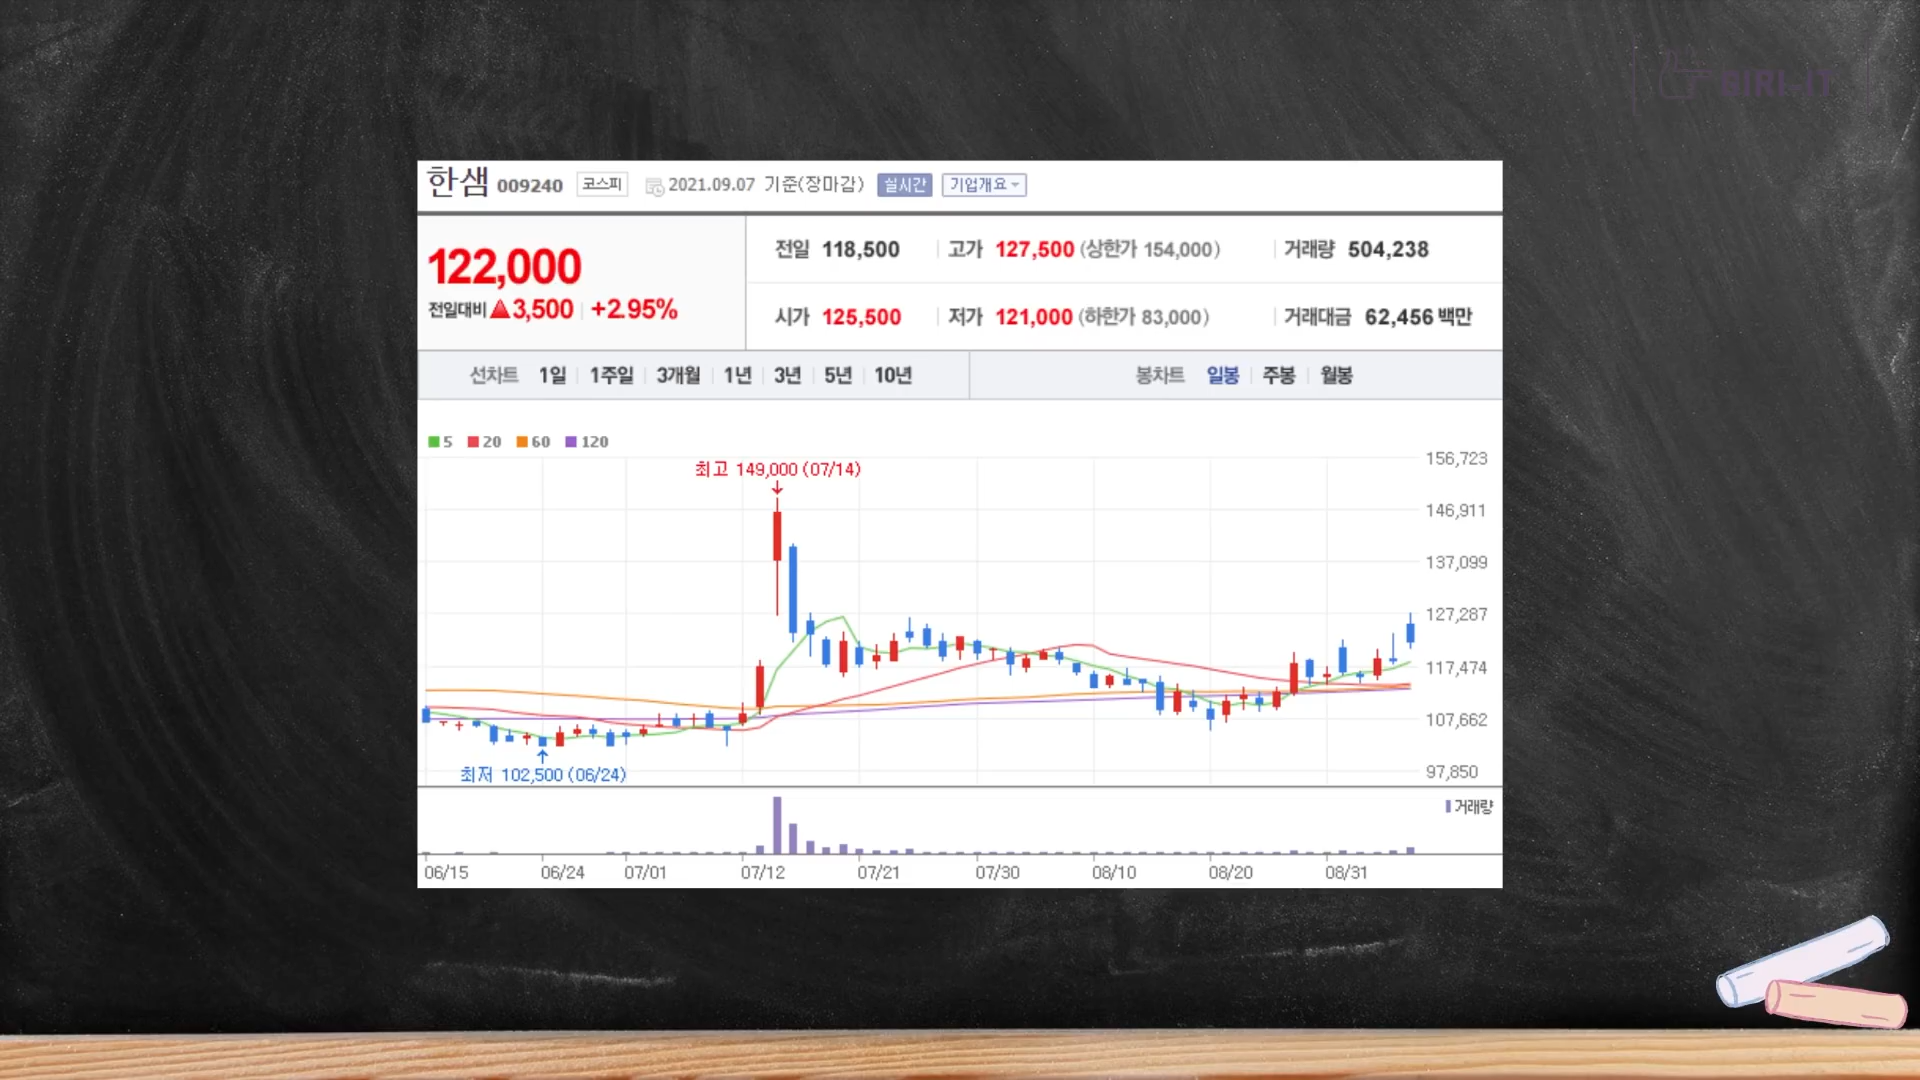 BIRI-IT
한샘 009240 코스피 2021.09.07 기준(장마감) 실시간 기업개요
122,000
전일대비 ▲3,500 +2.95%
전일 118,500 고가 127,500 (상한가 154,000) 거래량 504,238
시가 125,500 저가 121,000 (하한가 83,000) 거래대금 62,456 백만
선차트 1일 1주일 3개월 1년 3년 5년 10년 봉차트 일봉 주봉 월봉
5 20 60 120
최고 149,000 (07/14)
156,723
146,911
137,099
127,287
117,474
107,662
97,850
최저 102,500 (06/24)
거래량
06/15 06/24 07/01 07/12 07/21 07/30 08/10 08/20 08/31